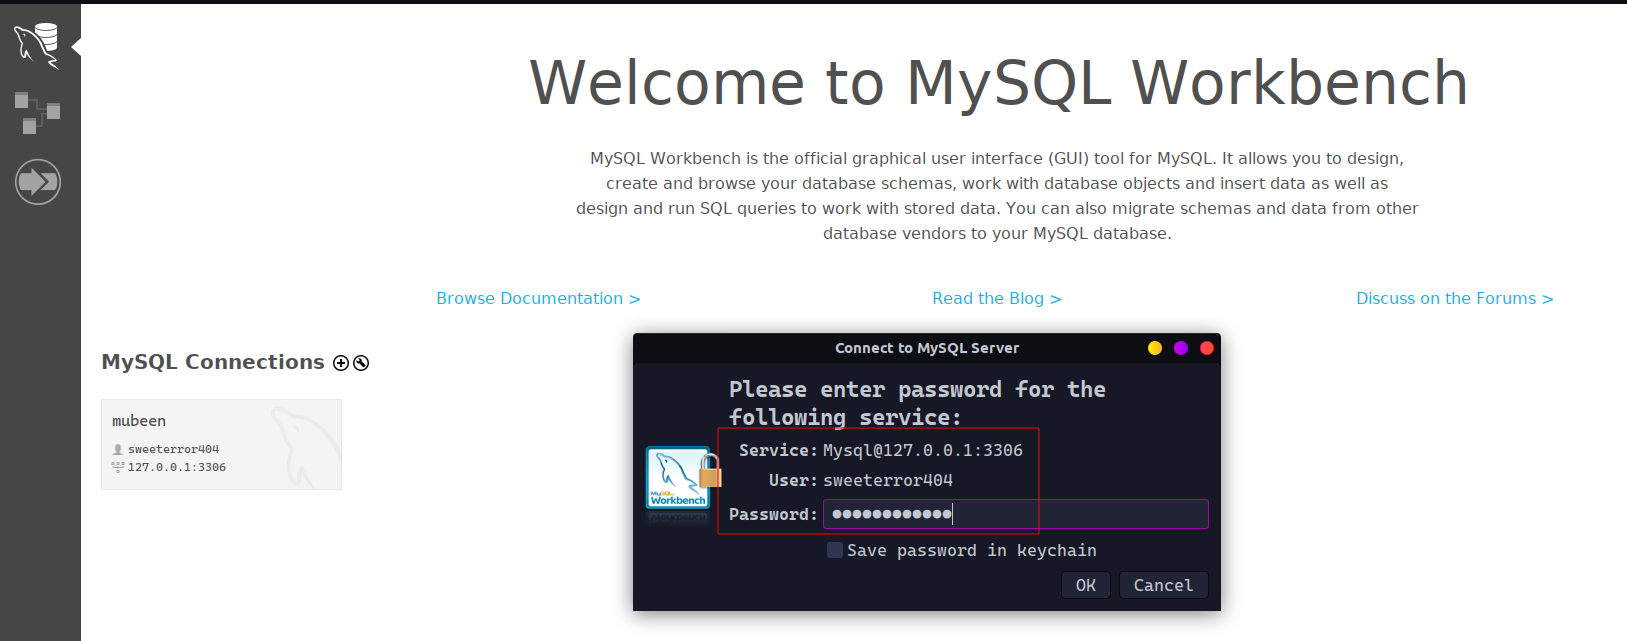 Welcome to MySQL Workbench
MySQL Workbench is the official graphical user interface (GUI) tool for MySQL. It allows you to design,
create and browse your database schemas, work with database objects and insert data as well as
design and run SQL queries to work with stored data. You can also migrate schemas and data from other
database vendors to your MySQL database.
Browse Documentation >
Read the Blog >
Discuss on the Forums >
MySQL Connections
mubeen
sweeterror404
127.0.0.1:3306
Connect to MySQL Server
Please enter password for the
following service:
Service: Mysql@127.0.0.1:3306
User: sweeterror404
Password: ●●●●●●●●●●●●
MySQL
Workbench
Save password in keychain
OK
Cancel